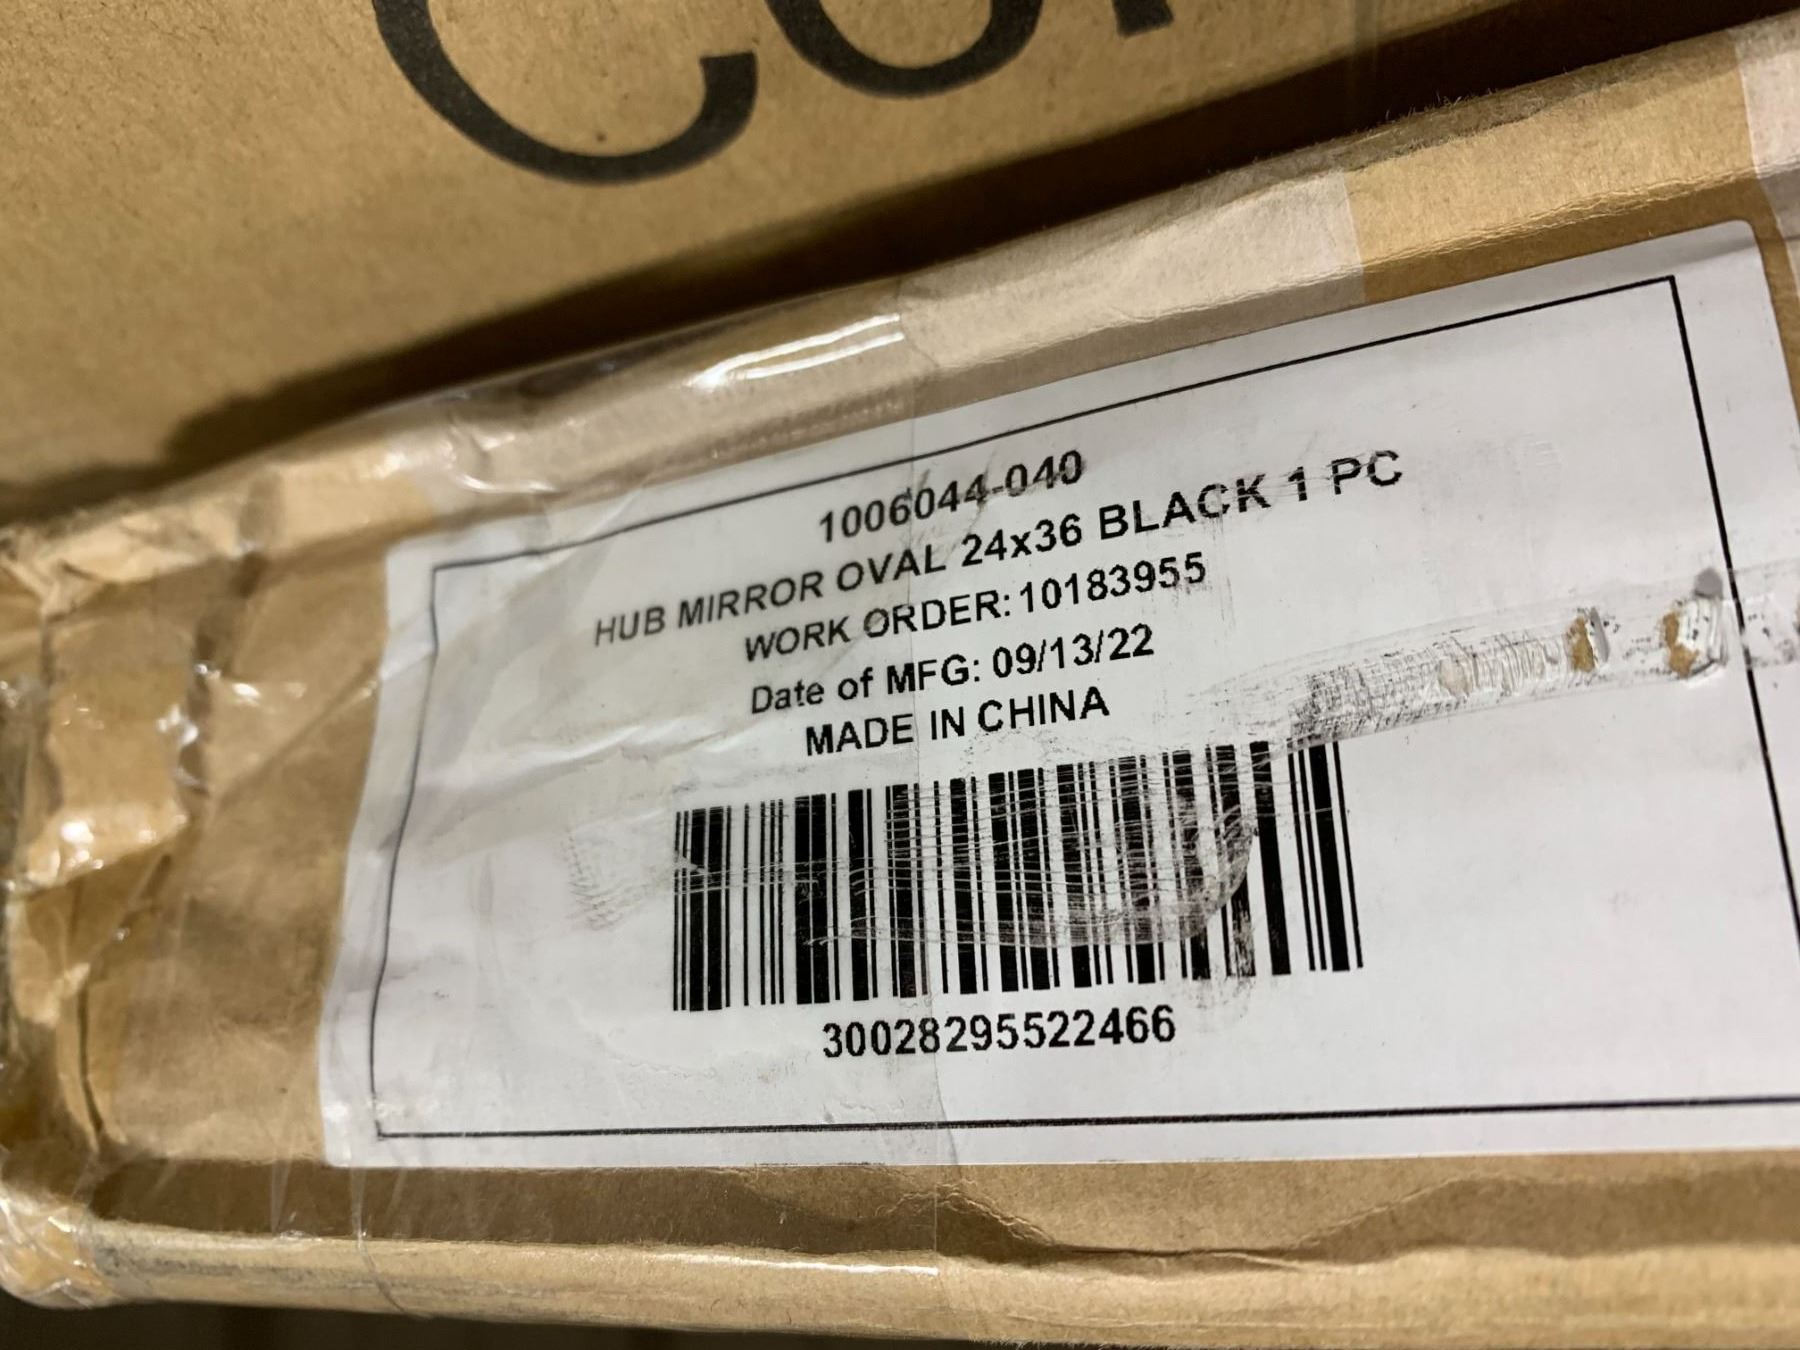 1006044-040
HUB MIRROR OVAL 24x36 BLACK 1 PC
WORK ORDER: 10183955
Date of MFG: 09/13/22
MADE IN CHINA
30028295522466